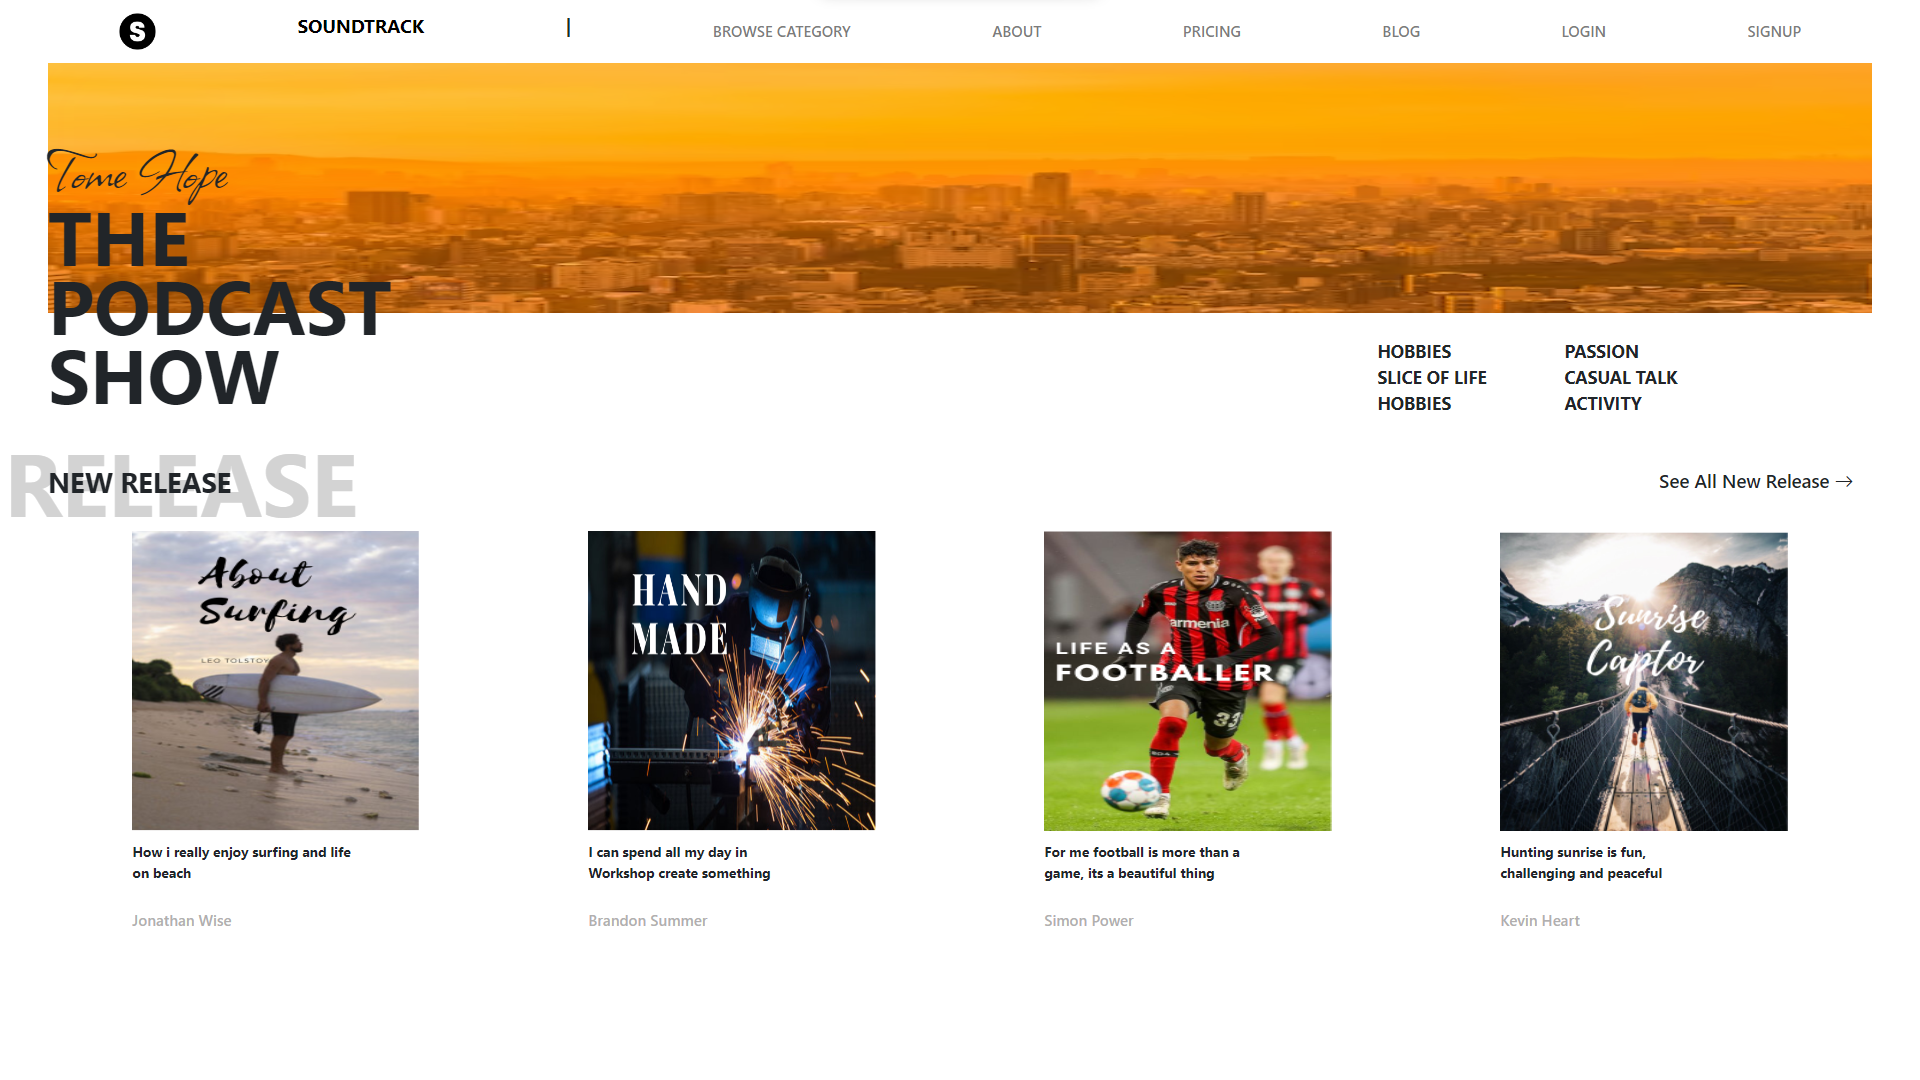 S
SOUNDTRACK
|
BROWSE CATEGORY
ABOUT
PRICING
BLOG
LOGIN
SIGNUP
Tome Hope
THE
PODCAST
SHOW
HOBBIES
SLICE OF LIFE
HOBBIES
PASSION
CASUAL TALK
ACTIVITY
RELEASE
NEW RELEASE
See All New Release →
About
Surfing
LEO TOLSTOY
How i really enjoy surfing and life
on beach
Jonathan Wise
HAND
MADE
I can spend all my day in
Workshop create something
Brandon Summer
armenia
LIFE AS A
FOOTBALLER
33
For me football is more than a
game, its a beautiful thing
Simon Power
Sunrise
Captor
Hunting sunrise is fun,
challenging and peaceful
Kevin Heart